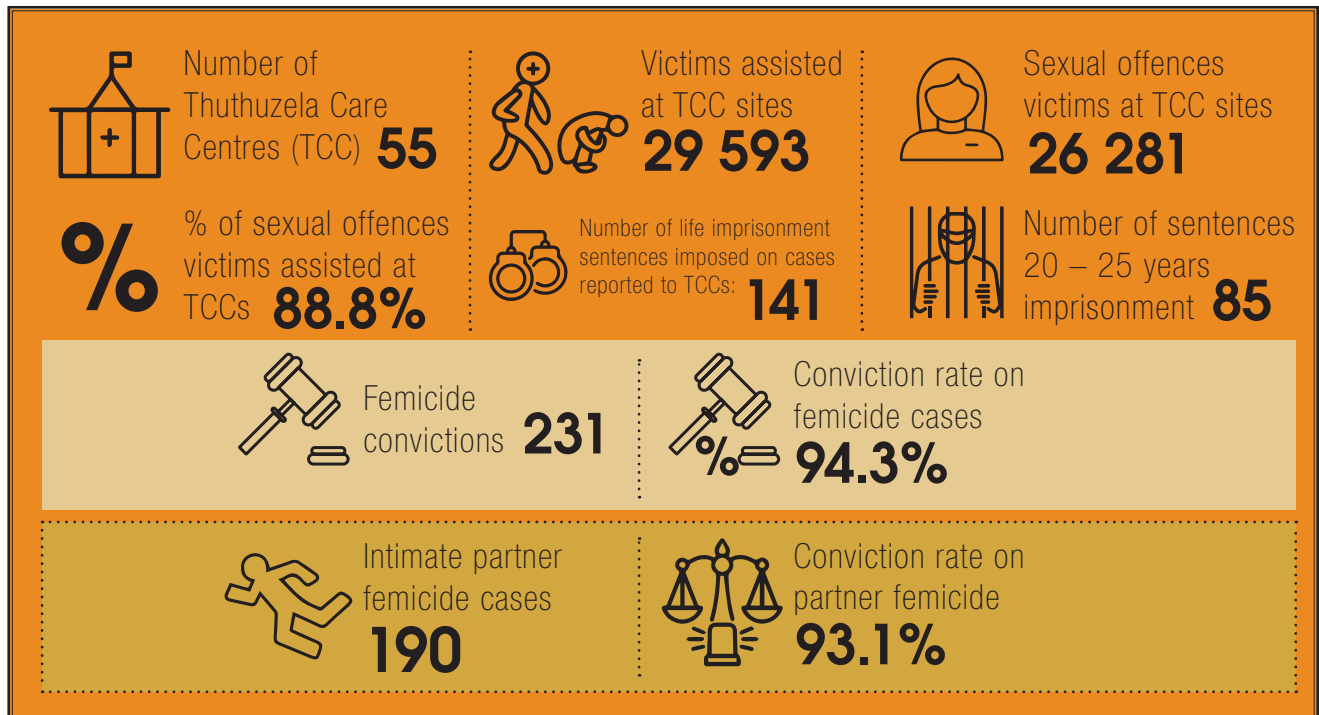 Number of
Thuthuzela Care
Centres (TCC) 55
Victims assisted
at TCC sites
29 593
Sexual offences
victims at TCC sites
26 281
%
% of sexual offences
victims assisted at
TCCs 88.8%
Number of life imprisonment
sentences imposed on cases
reported to TCCs: 141
Number of sentences
20 – 25 years
imprisonment 85
Femicide
convictions 231
%
Conviction rate on
femicide cases
94.3%
Intimate partner
femicide cases
190
Conviction rate on
partner femicide
93.1%